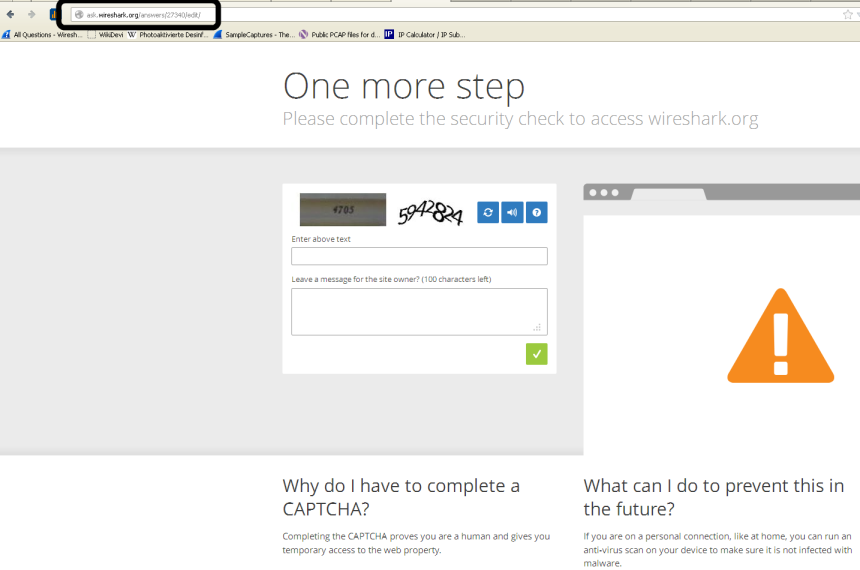 ask.wireshark.org/answers/27340/edit/
All Questions - Wiresh... WikiDevi W Photoaktivierte Desinf... SampleCaptures - The... Public PCAP files for d... IP IP Calculator / IP Sub...
One more step
Please complete the security check to access wireshark.org
4705 5942824
Enter above text
Leave a message for the site owner? (100 characters left)
Why do I have to complete a
CAPTCHA?
Completing the CAPTCHA proves you are a human and gives you
temporary access to the web property.
What can I do to prevent this in
the future?
If you are on a personal connection, like at home, you can run an
anti-virus scan on your device to make sure it is not infected with
malware.